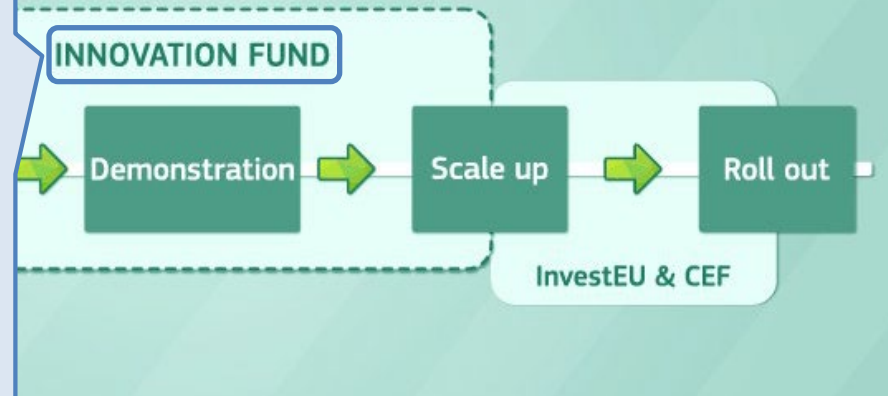 INNOVATION FUND
Demonstration
Scale up
Roll out
InvestEU & CEF